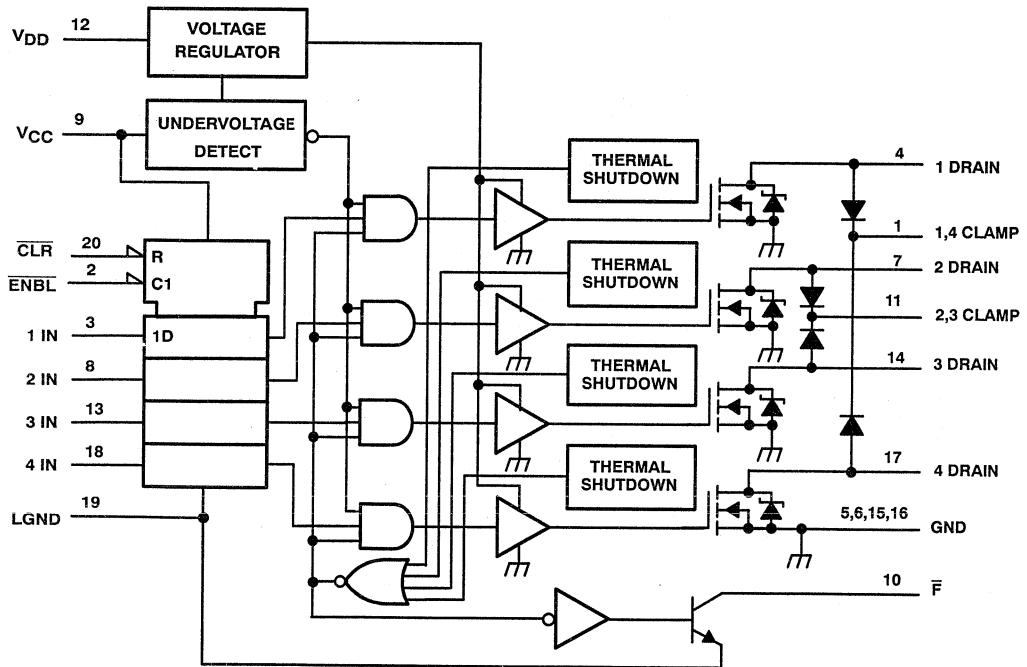 12
VDD
VOLTAGE
REGULATOR
9
VCC
UNDERVOLTAGE
DETECT
THERMAL
SHUTDOWN
4
1 DRAIN
1
1,4 CLAMP
20
CLR
R
2
ENBL
C1
THERMAL
SHUTDOWN
7
2 DRAIN
11
2,3 CLAMP
3
1 IN
1D
8
2 IN
THERMAL
SHUTDOWN
14
3 DRAIN
13
3 IN
18
4 IN
THERMAL
SHUTDOWN
17
4 DRAIN
19
LGND
5,6,15,16
GND
10
F